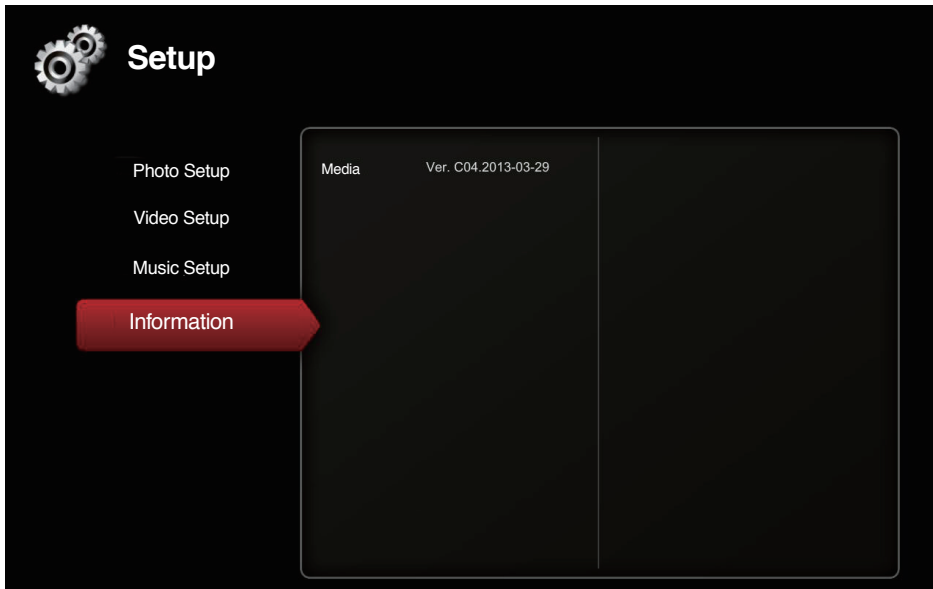 Setup
Photo Setup
Video Setup
Music Setup
Information
Media Ver. C04.2013-03-29